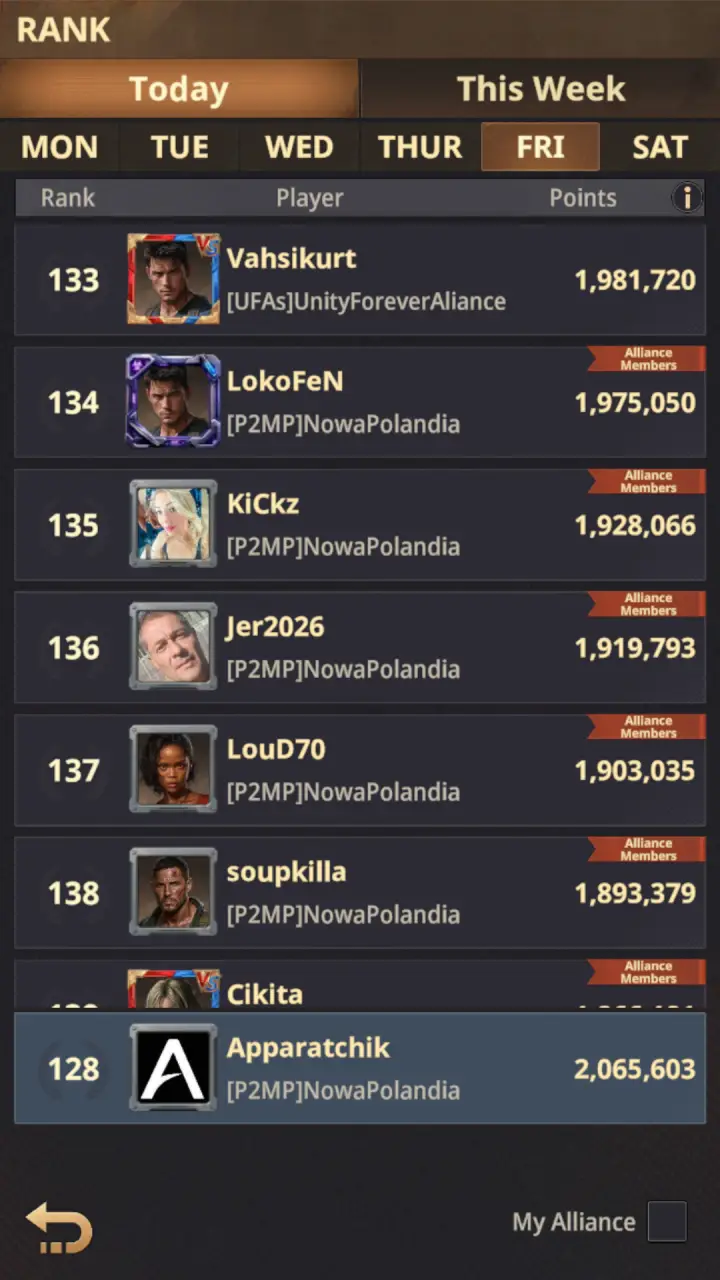 RANK
Today This Week
MON TUE WED THUR FRI SAT
Rank Player Points i
Vahsikurt
133 1,981,720
[UFAs]UnityForeverAliance
Alliance
Members
LokoFeN
134 1,975,050
[P2MP]NowaPolandia
Alliance
Members
KiCkz
135 1,928,066
[P2MP]NowaPolandia
Alliance
Members
Jer2026
136 1,919,793
[P2MP]NowaPolandia
Alliance
Members
LouD70
137 1,903,035
[P2MP]NowaPolandia
Alliance
Members
soupkilla
138 1,893,379
[P2MP]NowaPolandia
Alliance
Members
Cikita
Apparatchik
128 2,065,603
[P2MP]NowaPolandia
My Alliance